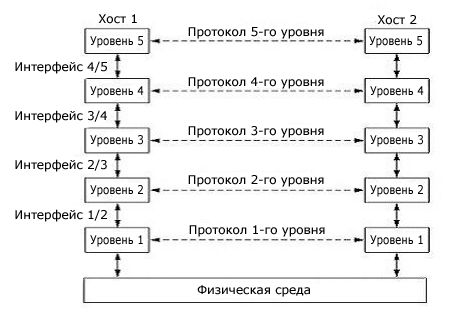 Хост 1
Хост 2
Протокол 5-го уровня
Уровень 5
Уровень 5
Интерфейс 4/5
Протокол 4-го уровня
Уровень 4
Уровень 4
Интерфейс 3/4
Протокол 3-го уровня
Уровень 3
Уровень 3
Интерфейс 2/3
Протокол 2-го уровня
Уровень 2
Уровень 2
Интерфейс 1/2
Протокол 1-го уровня
Уровень 1
Уровень 1
Физическая среда